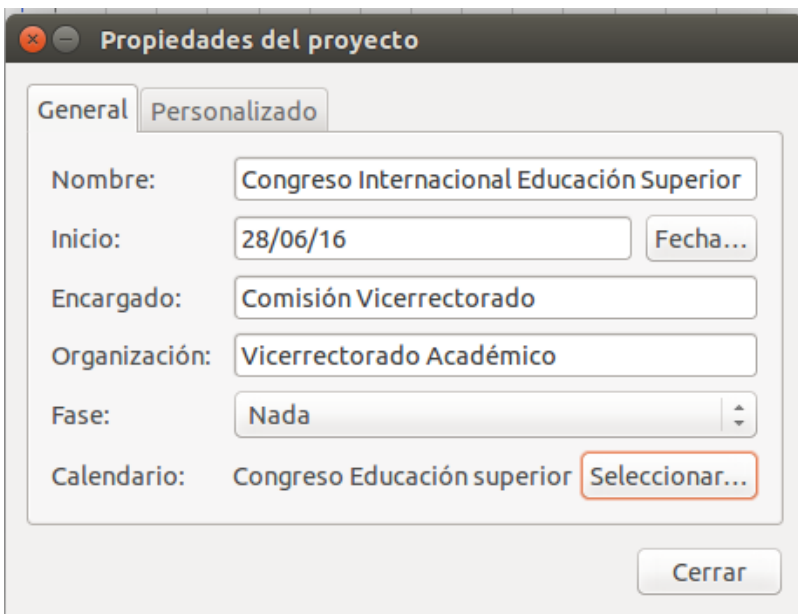 Propiedades del proyecto
General Personalizado
Nombre: Congreso Internacional Educación Superior
Inicio: 28/06/16 Fecha...
Encargado: Comisión Vicerrectorado
Organización: Vicerrectorado Académico
Fase: Nada
Calendario: Congreso Educación superior Seleccionar...
Cerrar